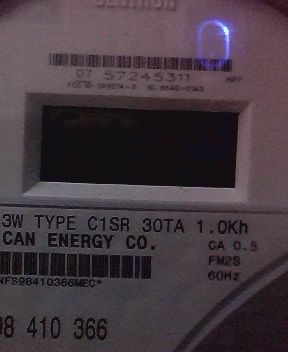 07 57245311
3W TYPE C1SR 30TA 1.0Kh
CAN ENERGY CO.
CA 0.5
FM2S
60Hz
NFS98410366MEC*
98 410 366